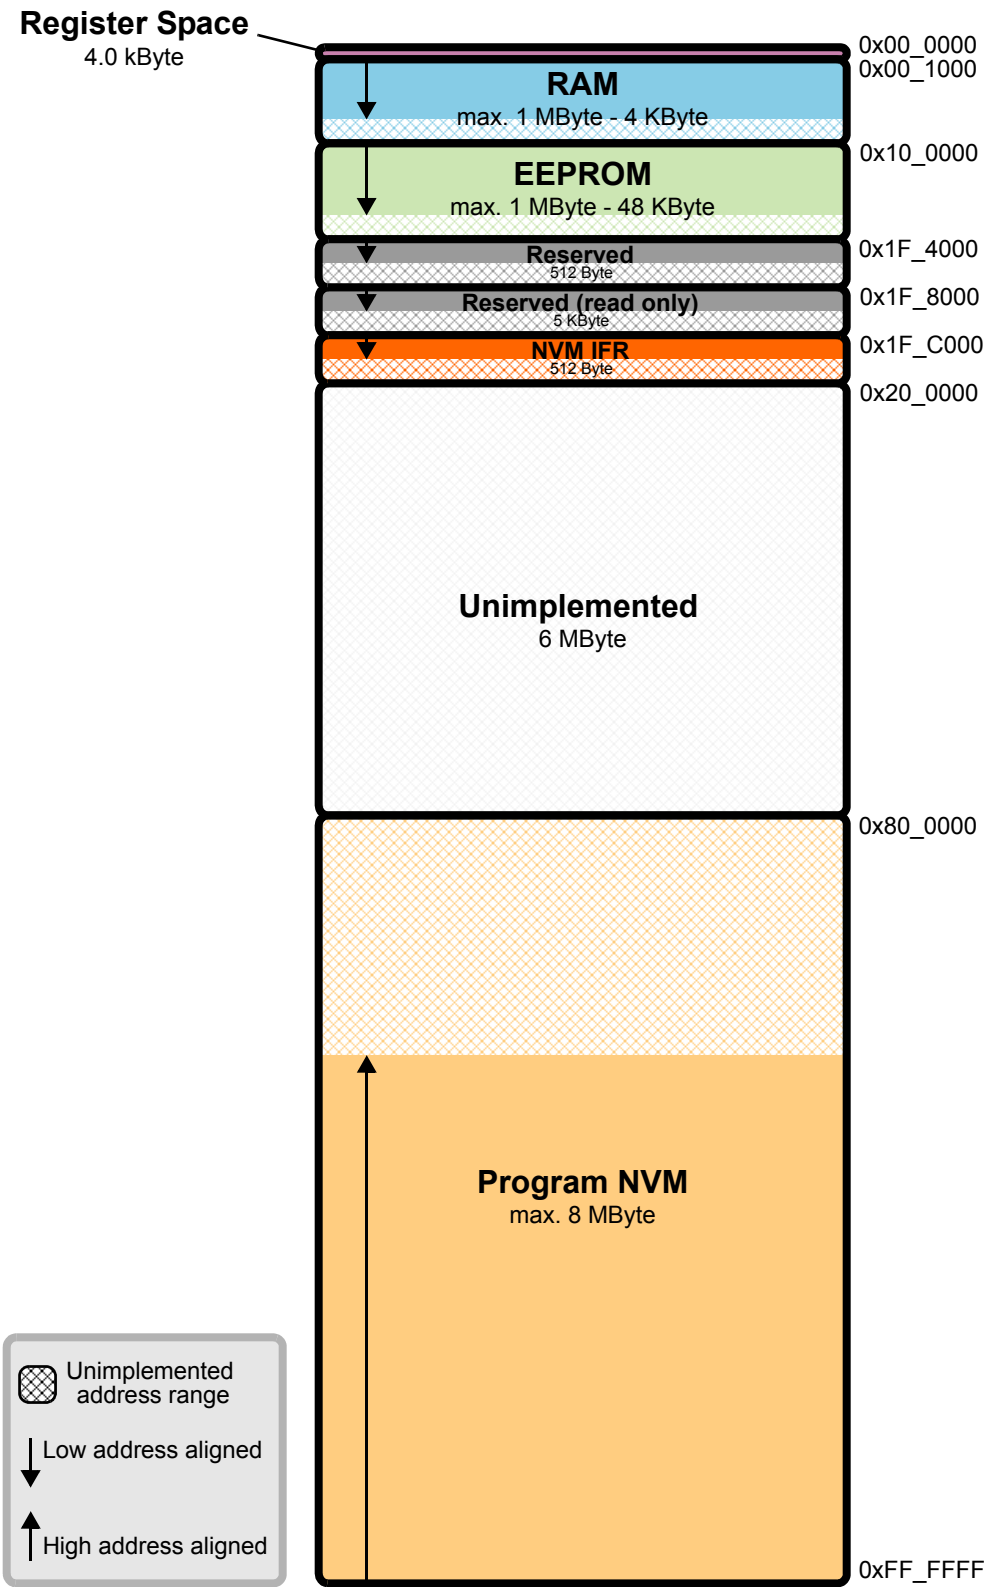 Register Space
4.0 kByte
0x00_0000
0x00_1000
RAM
max. 1 MByte - 4 KByte
0x10_0000
EEPROM
max. 1 MByte - 48 KByte
0x1F_4000
Reserved
512 Byte
0x1F_8000
Reserved (read only)
5 KByte
0x1F_C000
NVM IFR
512 Byte
0x20_0000
Unimplemented
6 MByte
0x80_0000
Program NVM
max. 8 MByte
0xFF_FFFF
Unimplemented
address range
Low address aligned
High address aligned